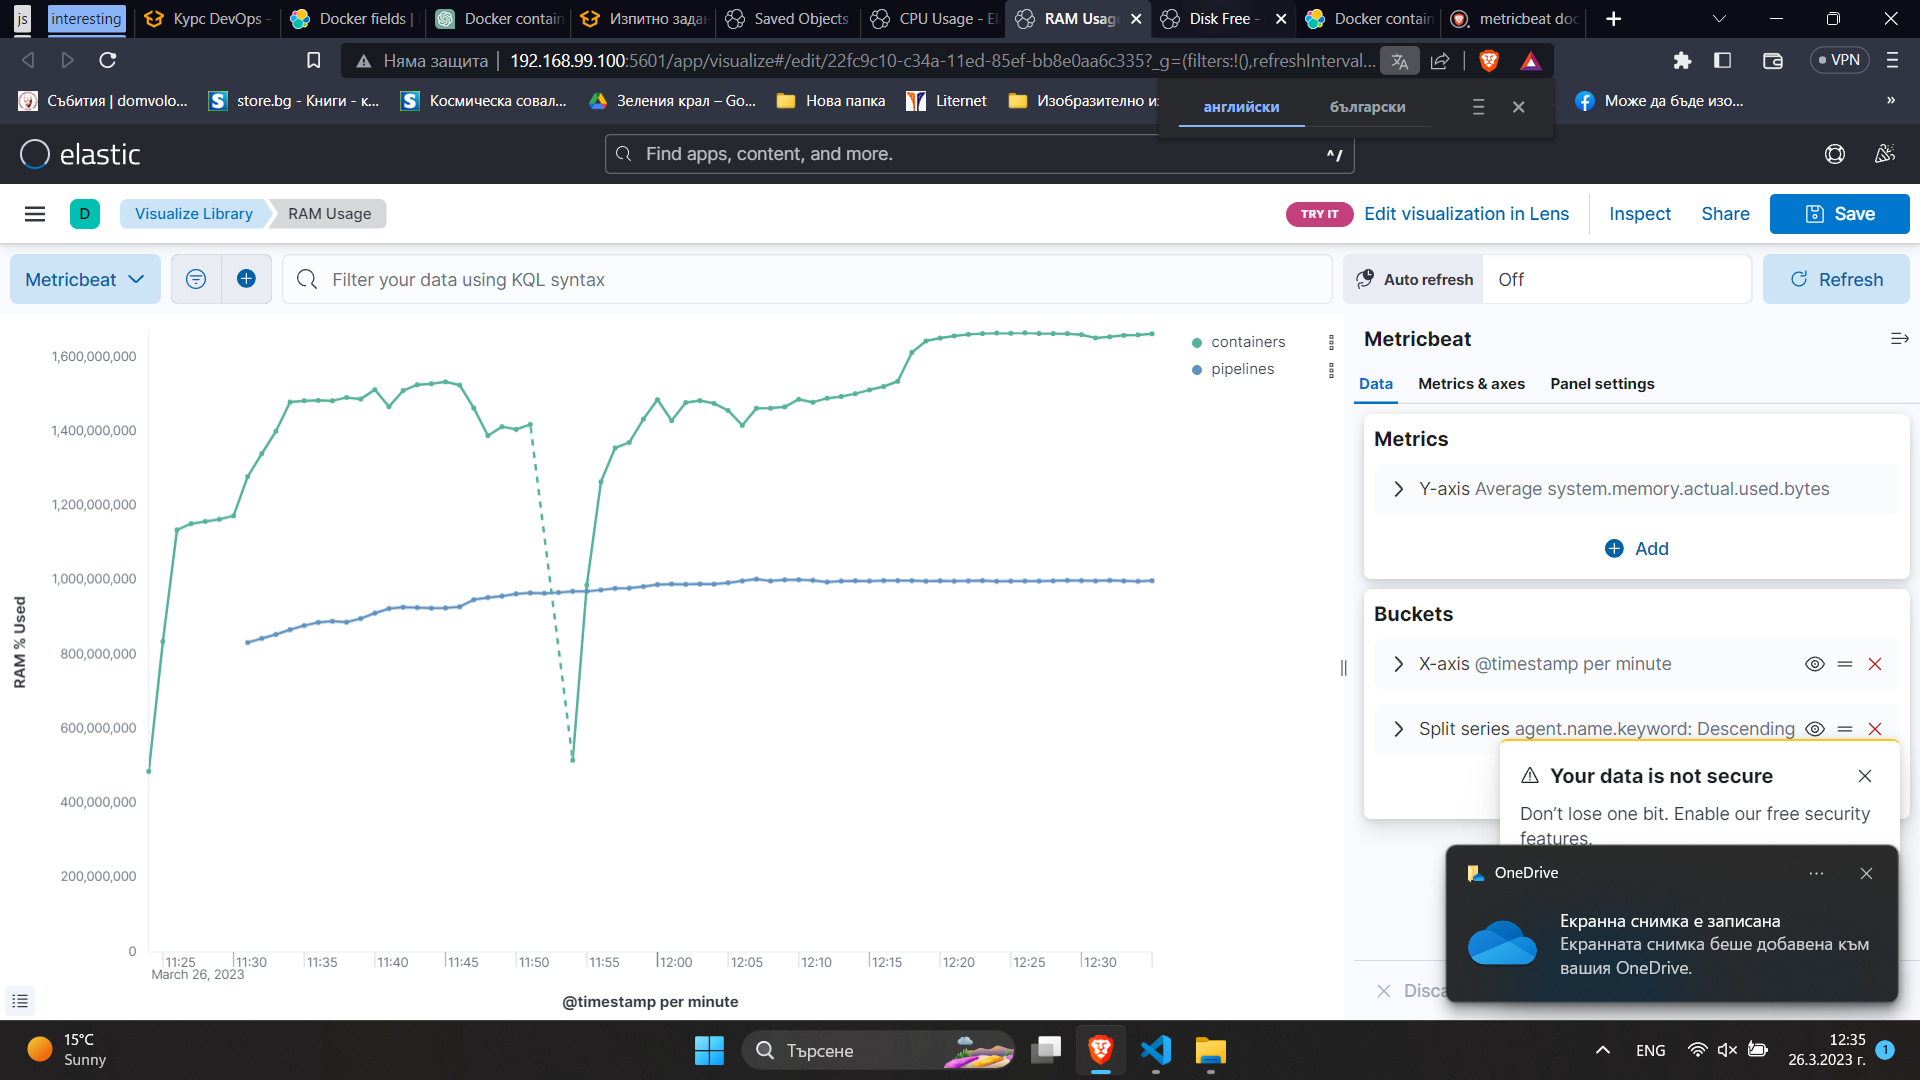 js
interesting
Курс DevOps -
Docker fields |
Docker contain
Изпитно задан
Saved Objects
CPU Usage - El
RAM Usag
Disk Free -
Docker contain
metricbeat doc
Няма защита
192.168.99.100:5601/app/visualize#/edit/22fc9c10-c34a-11ed-85ef-bb8e0aa6c335?_g=(filters:!(),refreshInterval...
VPN
Събития | domvolo...
store.bg - Книги - к...
Космическа совал...
Зеления крал – Go...
Нова папка
Liternet
Изобразително из
английски
български
Може да бъде изо...
»
elastic
Find apps, content, and more.
^/
D
Visualize Library
RAM Usage
TRY IT
Edit visualization in Lens
Inspect
Share
Save
Metricbeat
Filter your data using KQL syntax
Auto refresh
Off
Refresh
1,600,000,000
1,400,000,000
1,200,000,000
1,000,000,000
800,000,000
600,000,000
400,000,000
200,000,000
0
RAM % Used
11:25
11:30
11:35
11:40
11:45
11:50
11:55
12:00
12:05
12:10
12:15
12:20
12:25
12:30
March 26, 2023
@timestamp per minute
containers
pipelines
Metricbeat
Data
Metrics & axes
Panel settings
Metrics
Y-axis Average system.memory.actual.used.bytes
Add
Buckets
X-axis @timestamp per minute
Split series agent.name.keyword: Descending
Your data is not secure
Don’t lose one bit. Enable our free security
features.
OneDrive
Екранна снимка е записана
Екранната снимка беше добавена към
вашия OneDrive.
Disca
15°C
Sunny
Търсене
ENG
12:35
26.3.2023 г.
1